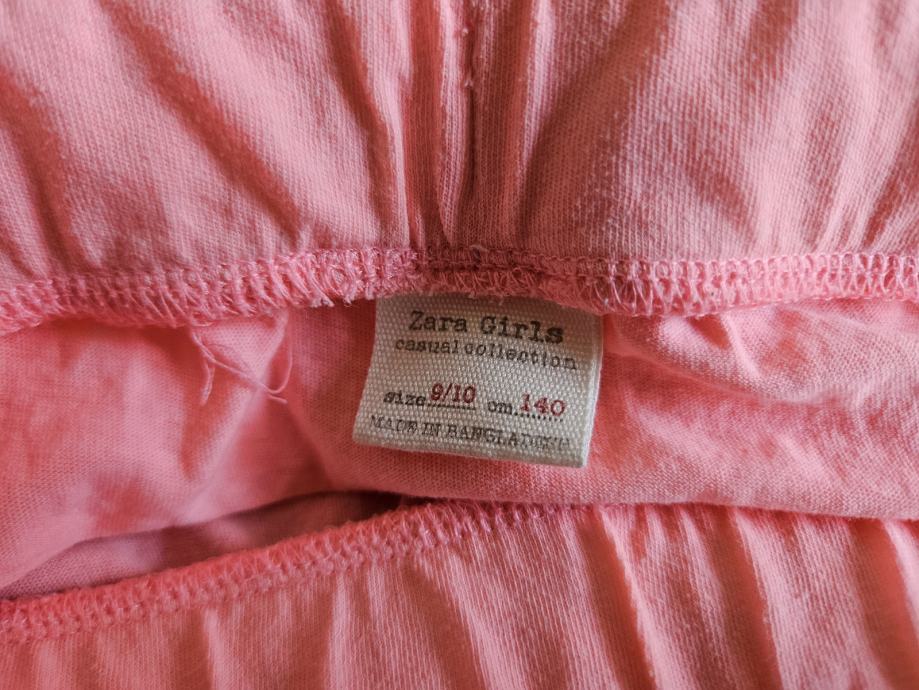 Zara Girls
casual collection
size 9/10 cm. 140
MADE IN BANGLADESH